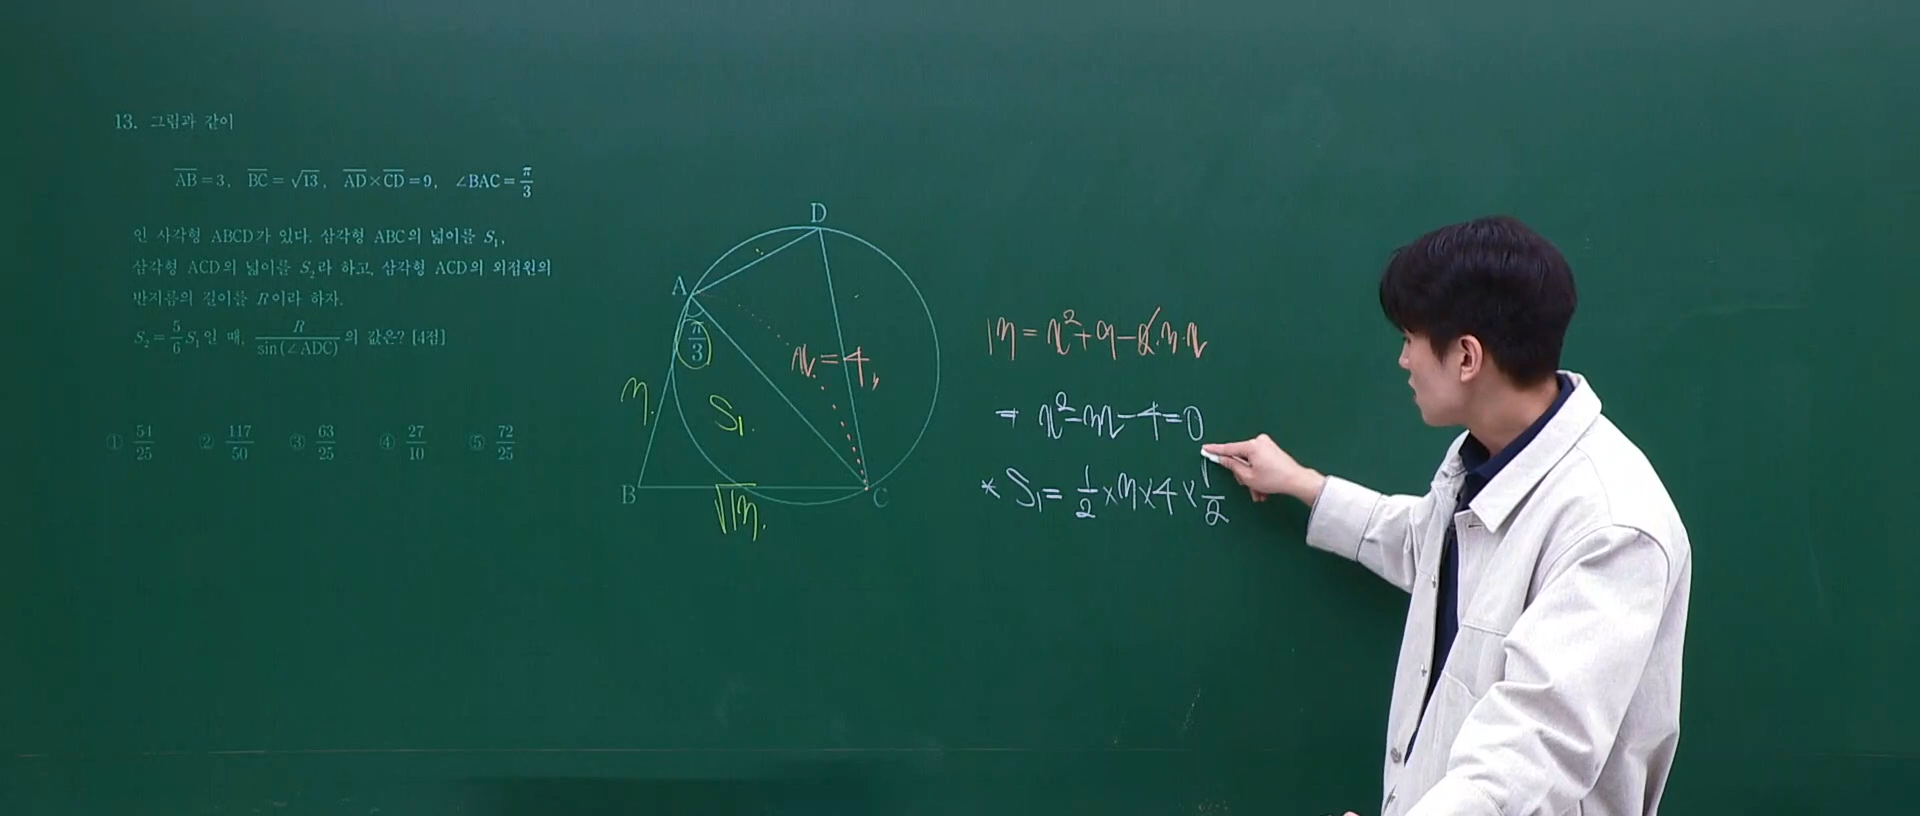 13. 그림과 같이
AB=3, BC=√13, AD×CD=9, ∠BAC=π/3
인 사각형 ABCD가 있다. 삼각형 ABC의 넓이를 S₁,
삼각형 ACD의 넓이를 S₂라 하고, 삼각형 ACD의 외접원의
반지름의 길이를 R이라 하자.
S₂=5/6 S₁일 때, R/sin(∠ADC)의 값은? [4점]
① 54/25 ② 117/50 ③ 63/25 ④ 27/10 ⑤ 72/25
D
A
π/3
x=4
3
S₁
B
√13
C
13=x²+9-2·3·x
x²-3x-4=0
* S₁=1/2×3×4×1/2